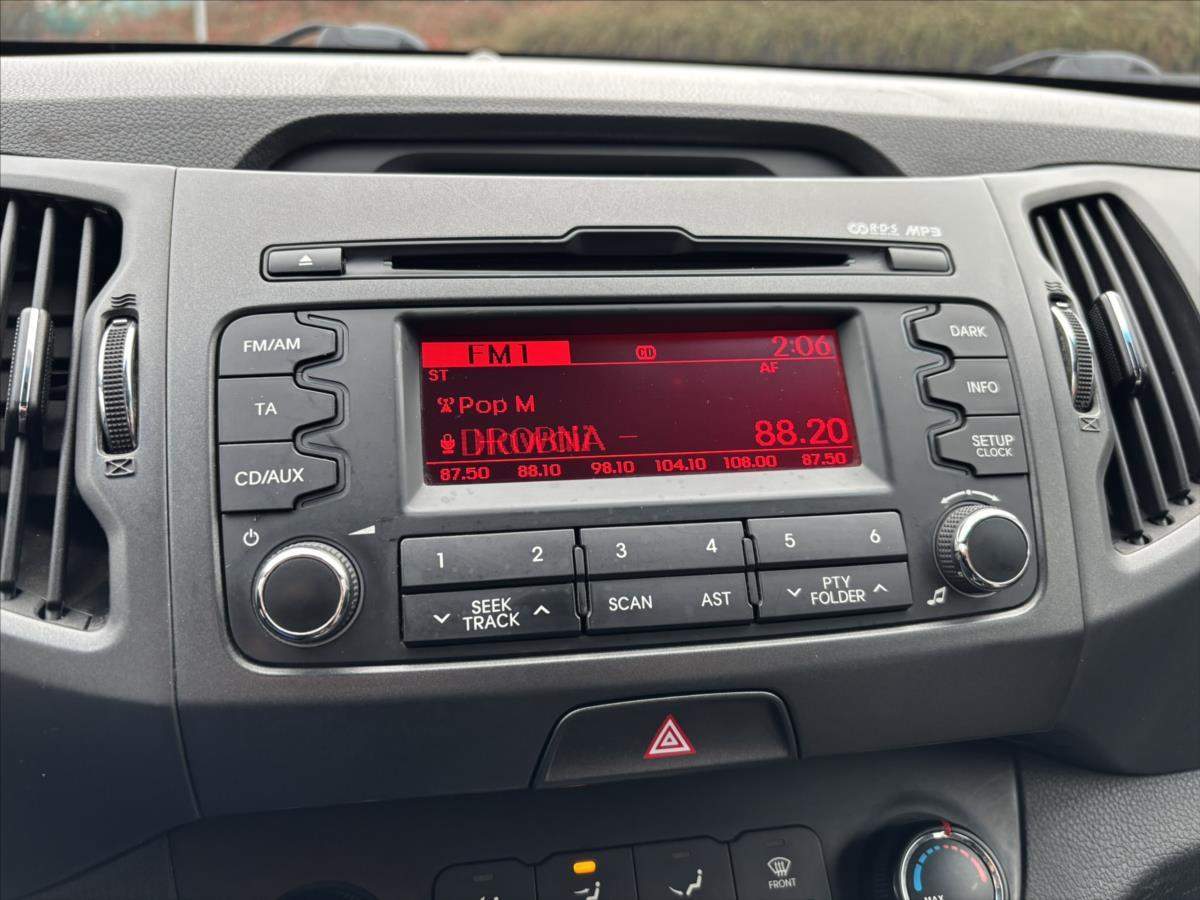 R·D·S MP3
FM/AM
TA
CD/AUX
FM1 CD 2:06
ST AF
Pop M
88.20
87.50 88.10 98.10 104.10 108.00 87.50
DARK
INFO
SETUP
CLOCK
1 2 3 4 5 6
SEEK
TRACK
SCAN AST
PTY
FOLDER
FRONT
MAX